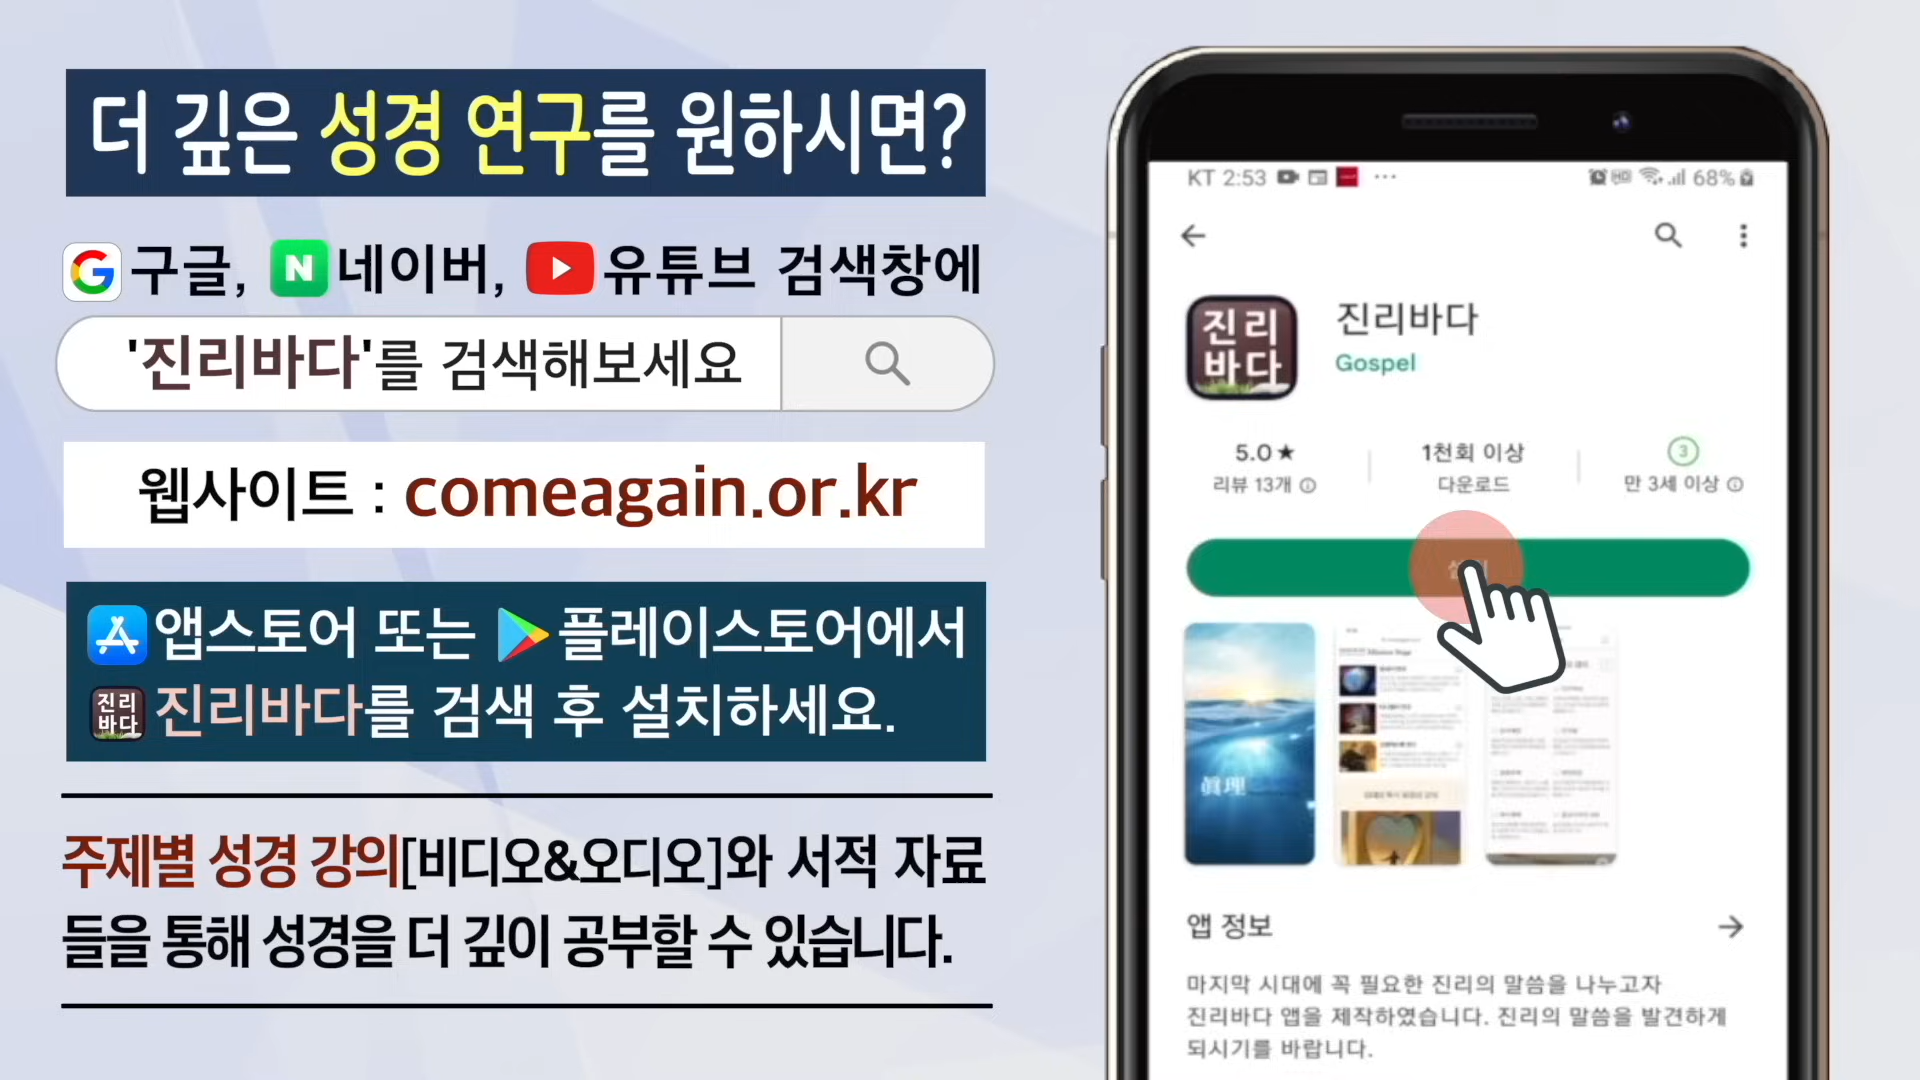 더 깊은 성경 연구를 원하시면?
구글, 네이버, 유튜브 검색창에
'진리바다'를 검색해보세요
웹사이트 : comeagain.or.kr
앱스토어 또는 플레이스토어에서
진리바다
진리바다를 검색 후 설치하세요.
주제별 성경 강의[비디오&오디오]와 서적 자료
들을 통해 성경을 더 깊이 공부할 수 있습니다.
KT 2:53 ... 68%
진리바다
진리바다
Gospel
5.0★
리뷰 13개
1천회 이상
다운로드
3
만 3세 이상
眞理
앱 정보
마지막 시대에 꼭 필요한 진리의 말씀을 나누고자
진리바다 앱을 제작하였습니다. 진리의 말씀을 발견하게
되시기를 바랍니다.